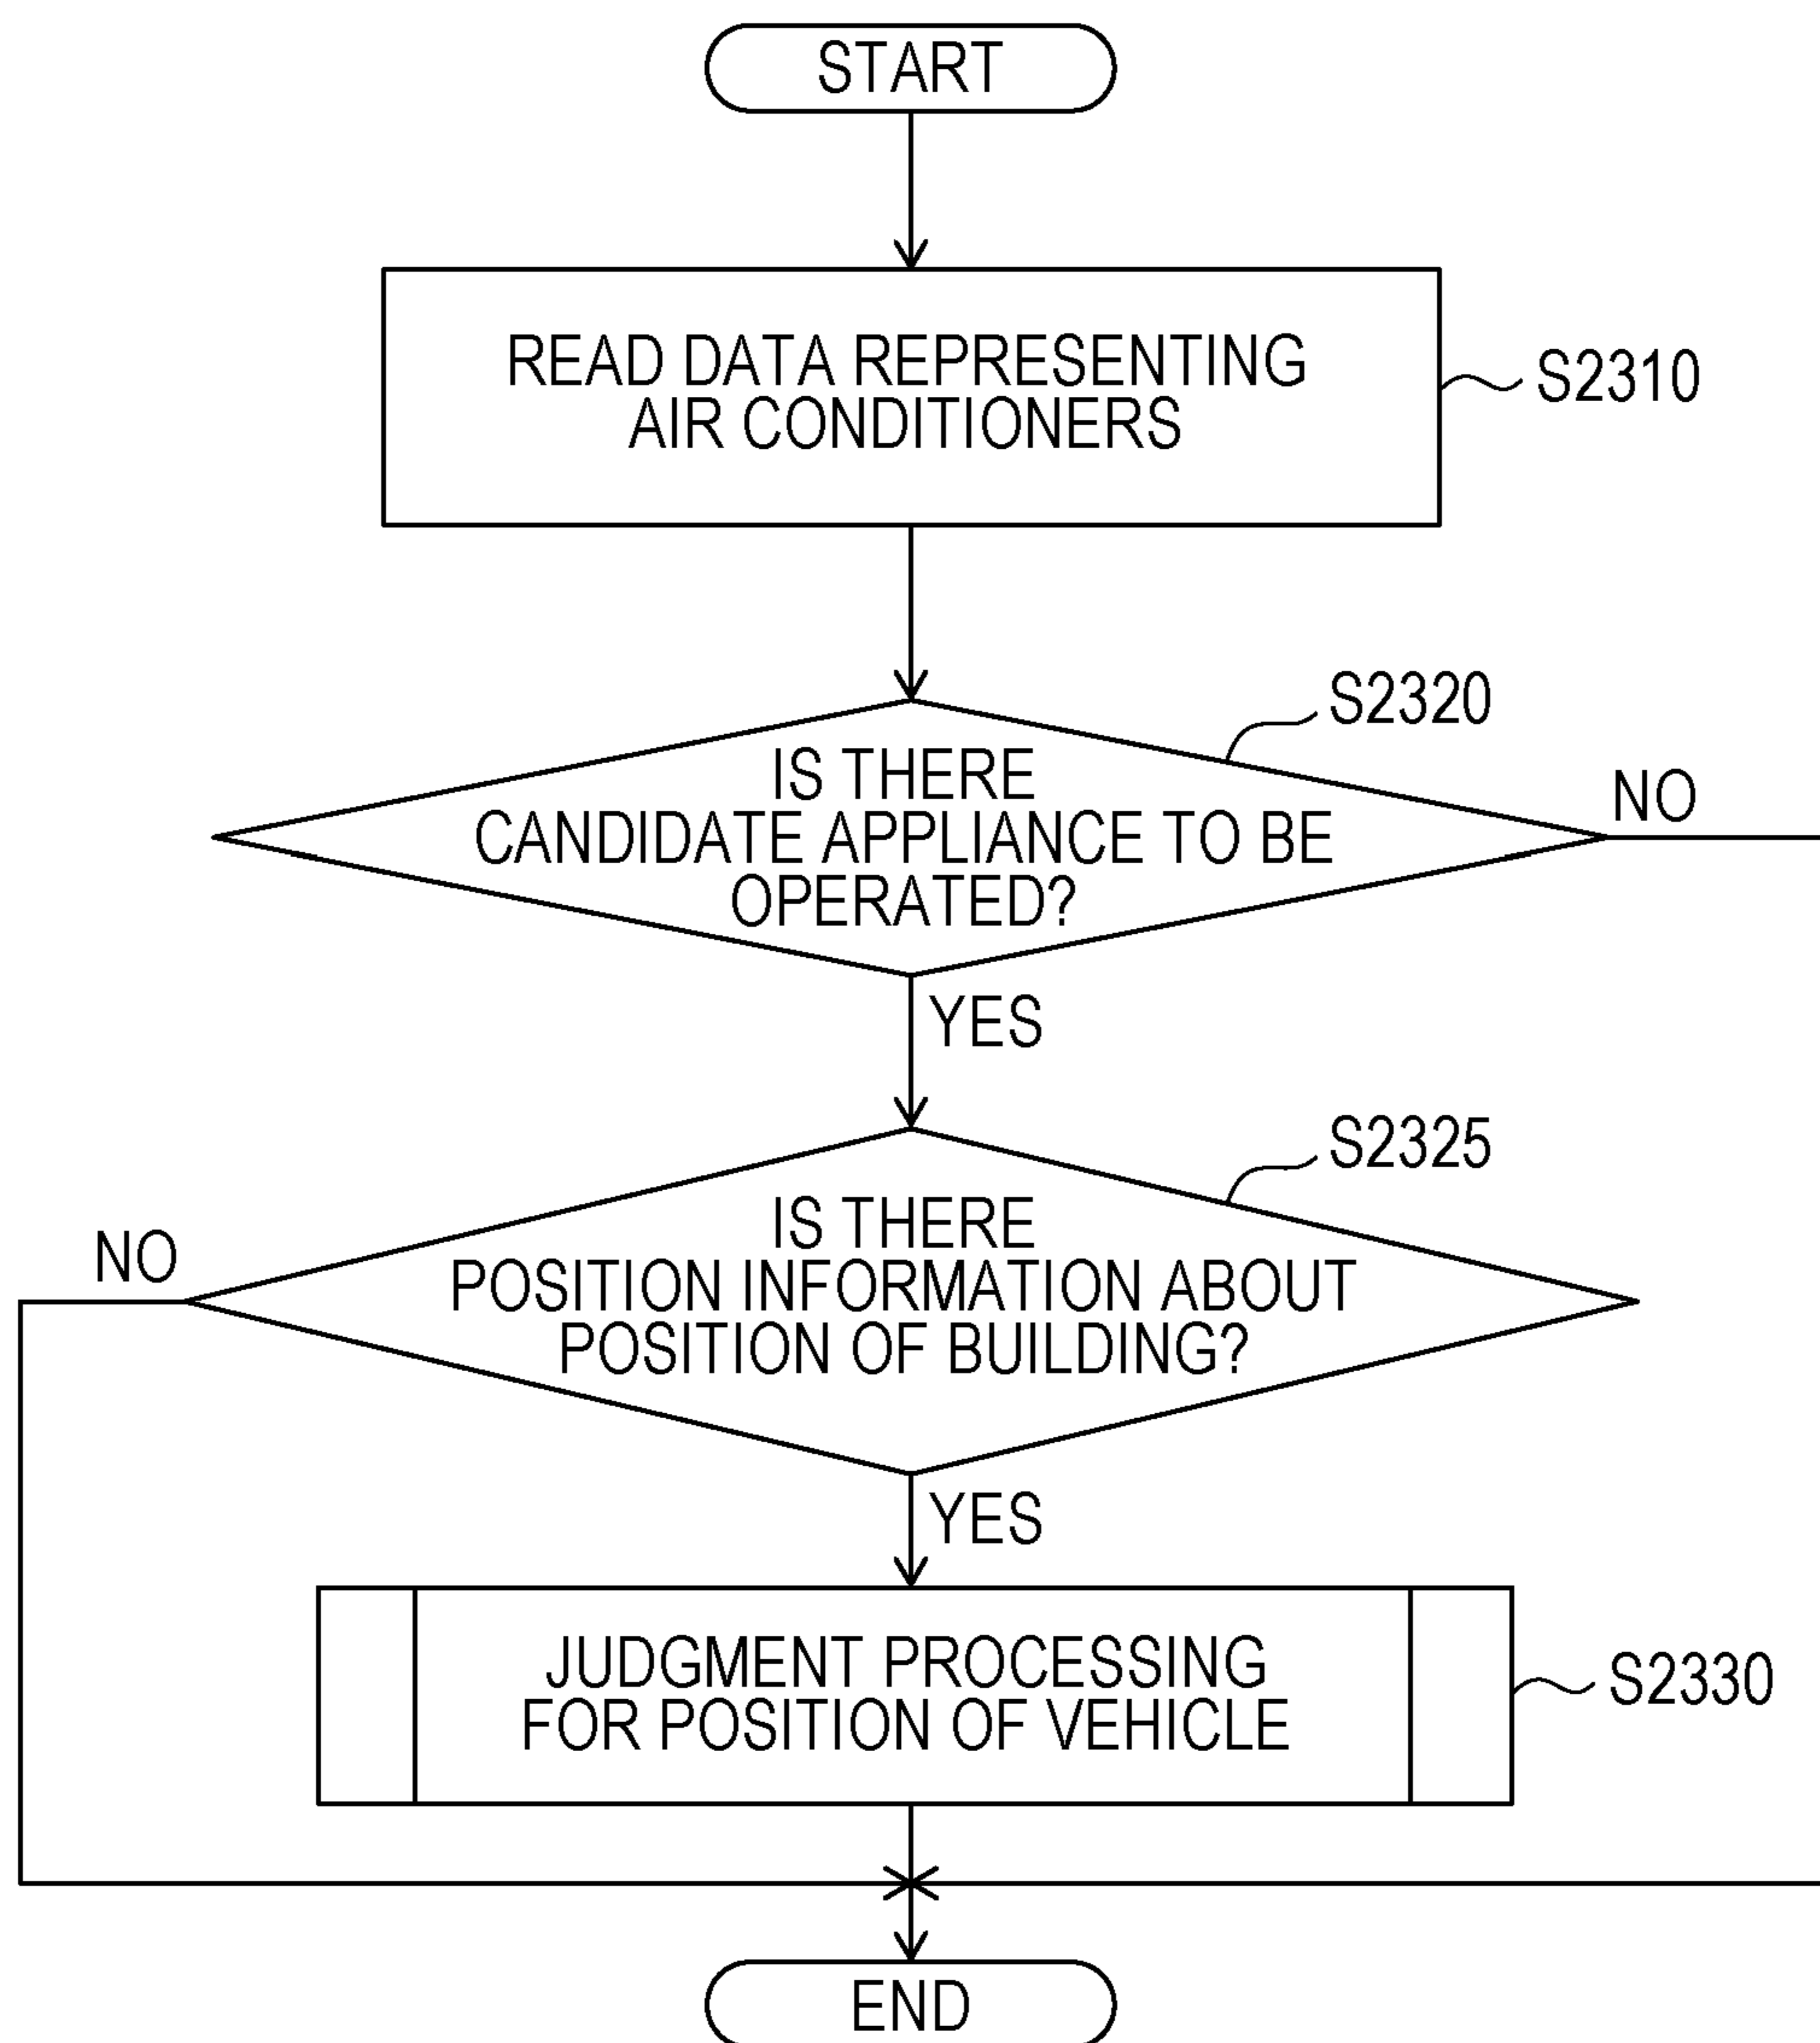 START
READ DATA REPRESENTING
AIR CONDITIONERS
S2310
S2320
IS THERE
CANDIDATE APPLIANCE TO BE
OPERATED?
NO
YES
S2325
IS THERE
POSITION INFORMATION ABOUT
POSITION OF BUILDING?
NO
YES
JUDGMENT PROCESSING
FOR POSITION OF VEHICLE
S2330
END